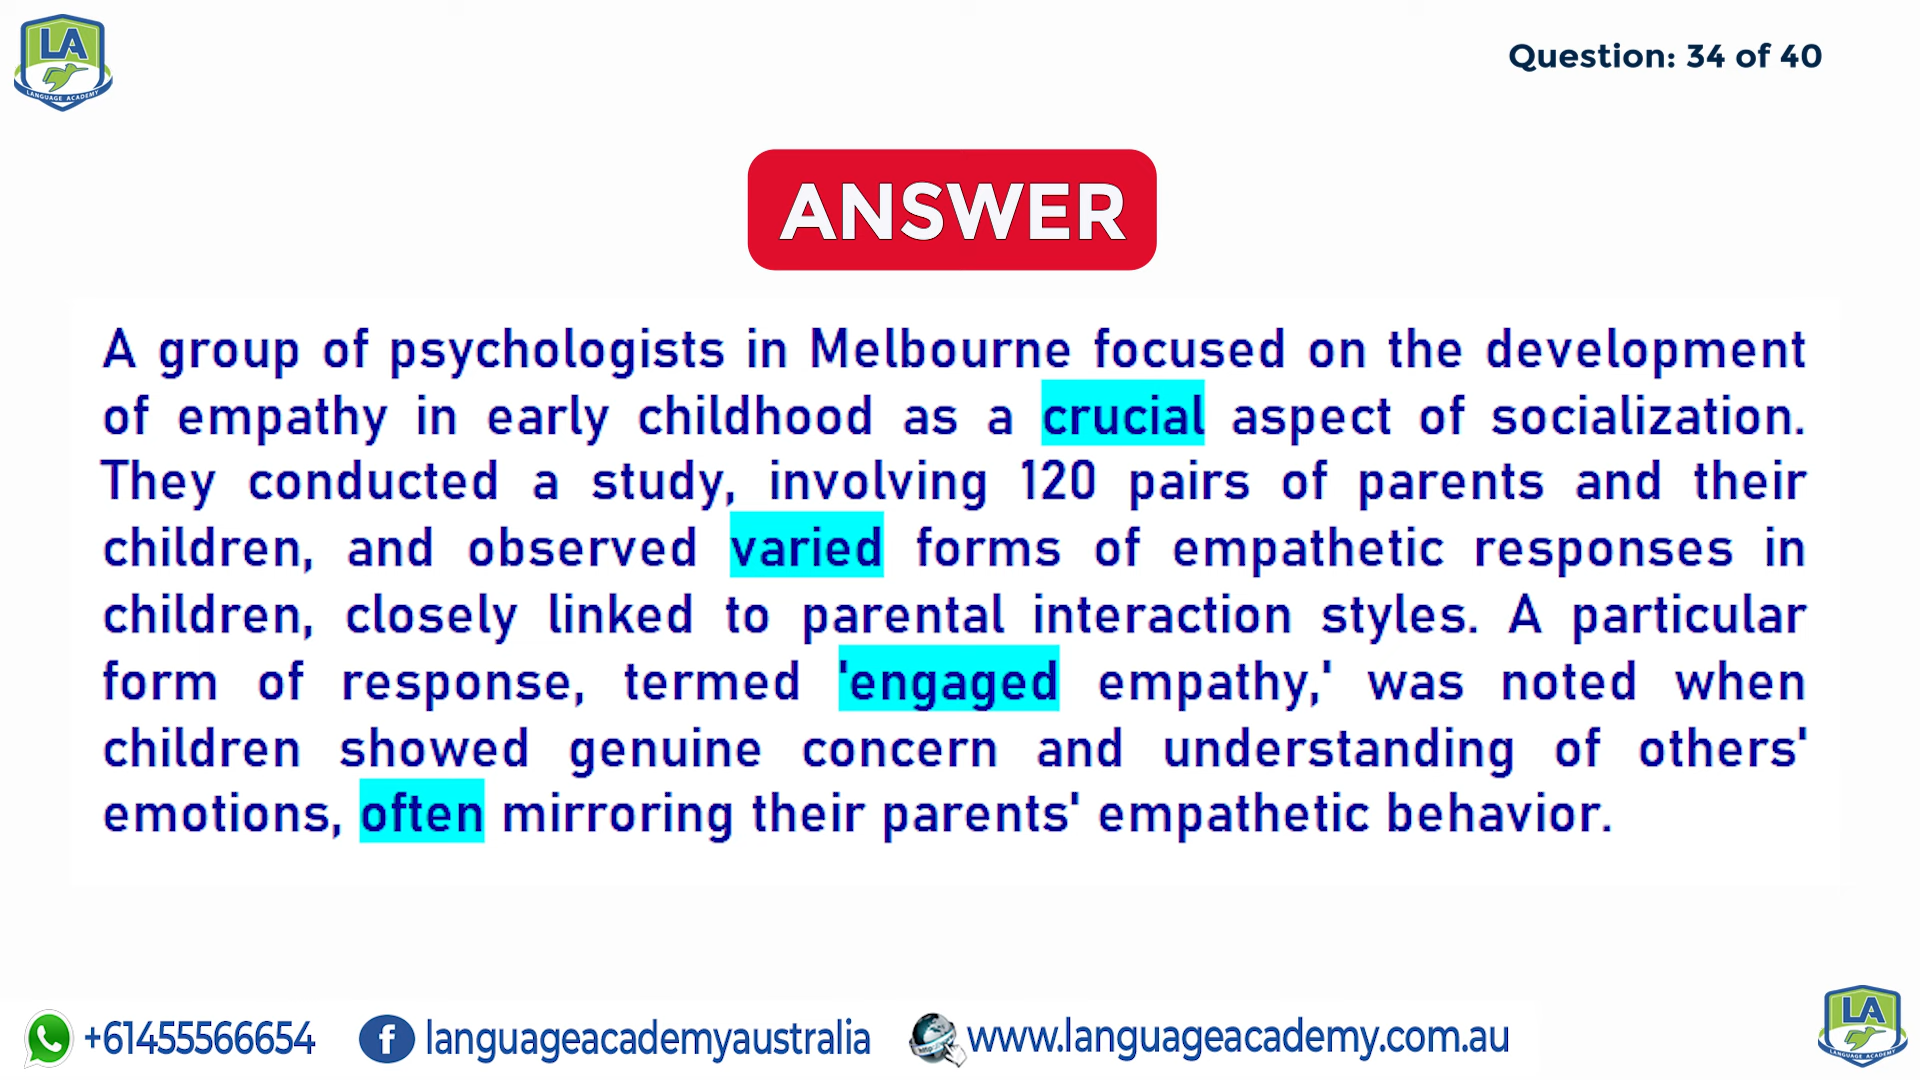 LA
LANGUAGE ACADEMY
Question: 34 of 40
ANSWER
A group of psychologists in Melbourne focused on the development
of empathy in early childhood as a crucial aspect of socialization.
They conducted a study, involving 120 pairs of parents and their
children, and observed varied forms of empathetic responses in
children, closely linked to parental interaction styles. A particular
form of response, termed 'engaged empathy,' was noted when
children showed genuine concern and understanding of others'
emotions, often mirroring their parents' empathetic behavior.
+61455566654
f languageacademyaustralia
http:// www.languageacademy.com.au
LA
LANGUAGE ACADEMY